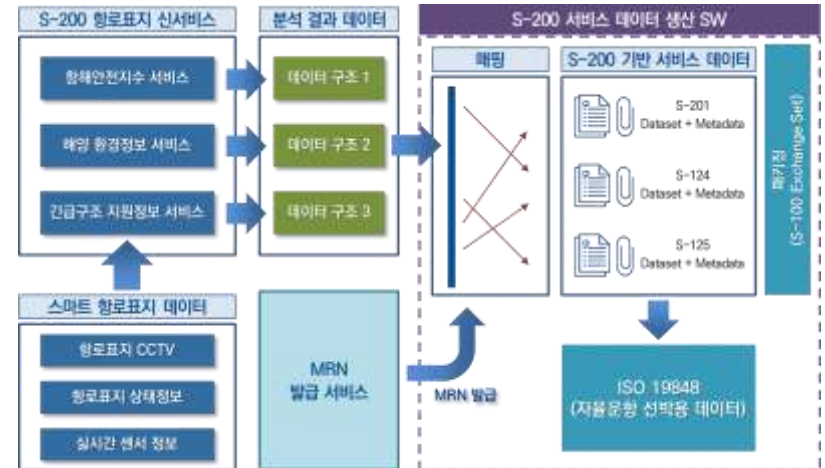 S-200 항로표지 신서비스
항해안전지수 서비스
해양 환경정보 서비스
긴급구조 지원정보 서비스
분석 결과 데이터
데이터 구조 1
데이터 구조 2
데이터 구조 3
스마트 항로표지 데이터
항로표지 CCTV
항로표지 상태정보
실시간 센서 정보
MRN
발급 서비스
MRN 발급
S-200 서비스 데이터 생산 SW
매핑
S-200 기반 서비스 데이터
S-201
Dataset + Metadata
S-124
Dataset + Metadata
S-125
Dataset + Metadata
패키징
(S-100 Exchange Set)
ISO 19848
(자율운항 선박용 데이터)